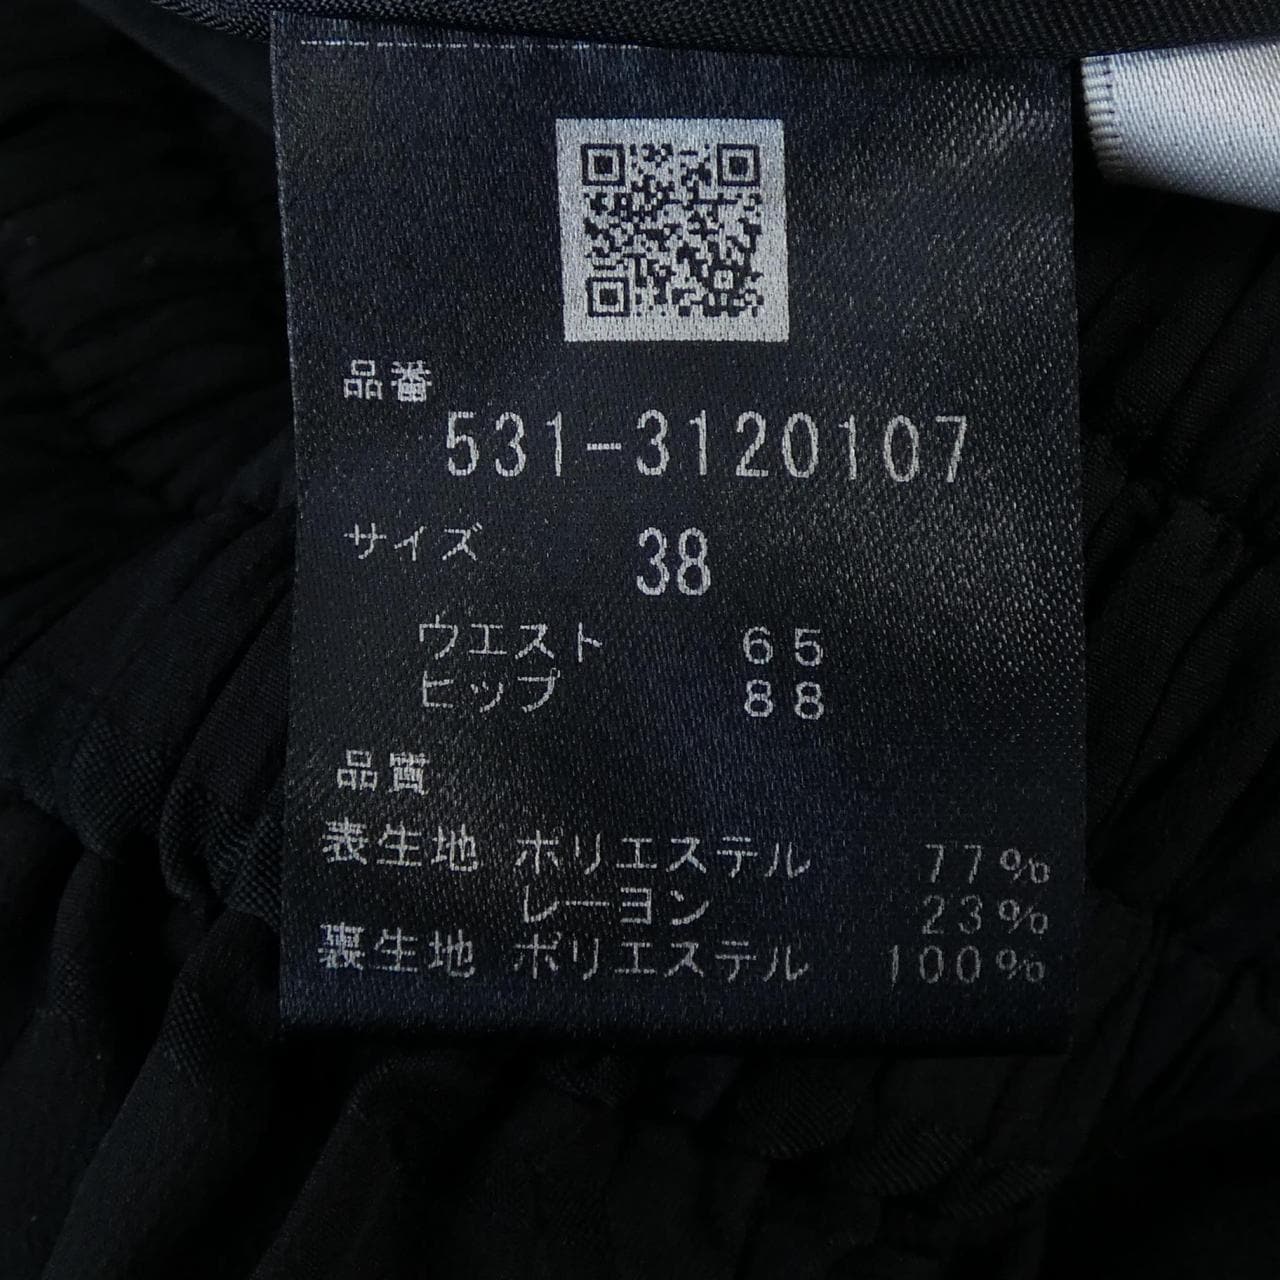 品番
531-3120107
サイズ 38
ウエスト 65
ヒップ 88
品質
表生地 ポリエステル 77%
レーヨン 23%
裏生地 ポリエステル 100%